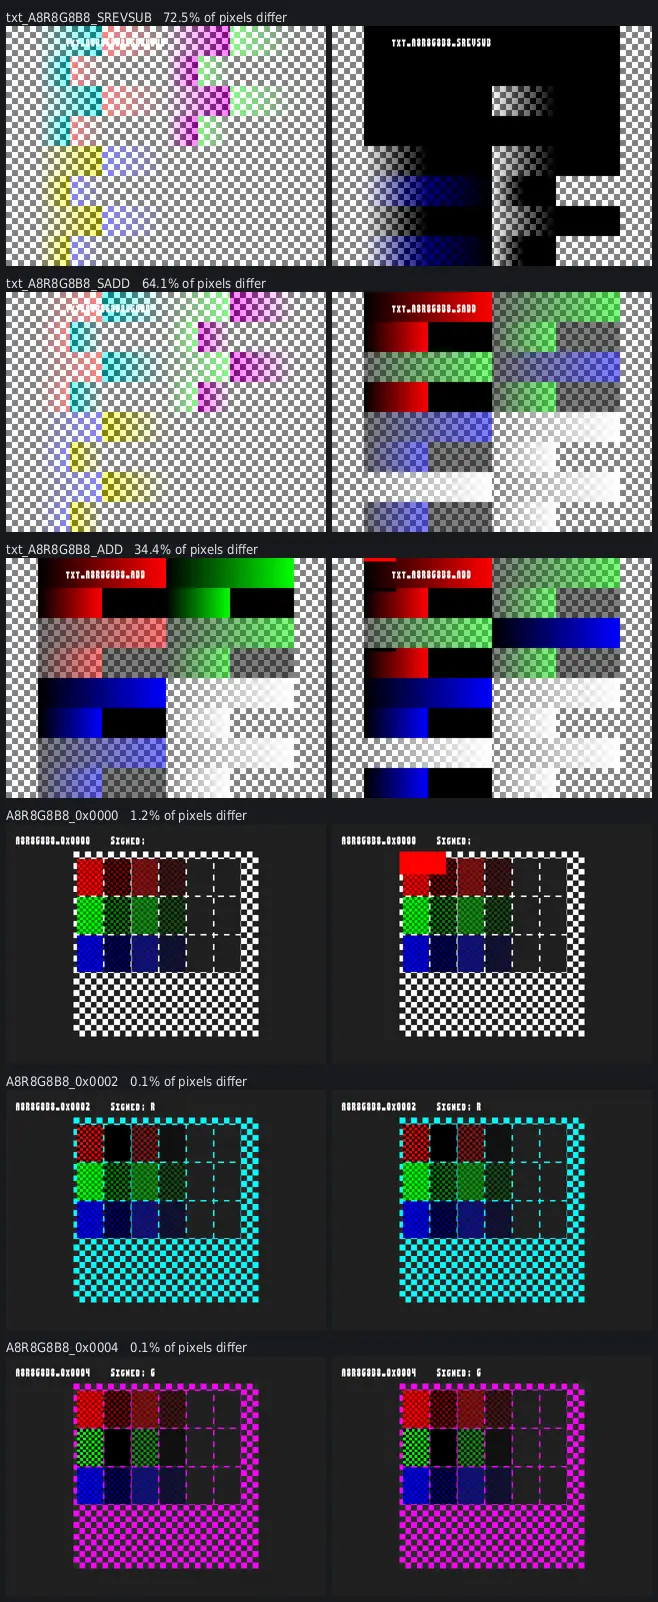 txt_A8R8G8B8_SREVSUB   72.5% of pixels differ
TXT_A8R8G8B8_SREVSUB
txt_A8R8G8B8_SADD   64.1% of pixels differ
TXT_A8R8G8B8_SADD
txt_A8R8G8B8_ADD   34.4% of pixels differ
TXT_A8R8G8B8_ADD TXT_A8R8G8B8_ADD
A8R8G8B8_0x0000   1.2% of pixels differ
A8R8G8B8_0x0000 Signed: A8R8G8B8_0x0000 Signed:
A8R8G8B8_0x0002   0.1% of pixels differ
A8R8G8B8_0x0002 Signed: R A8R8G8B8_0x0002 Signed: R
A8R8G8B8_0x0004   0.1% of pixels differ
A8R8G8B8_0x0004 Signed: G A8R8G8B8_0x0004 Signed: G